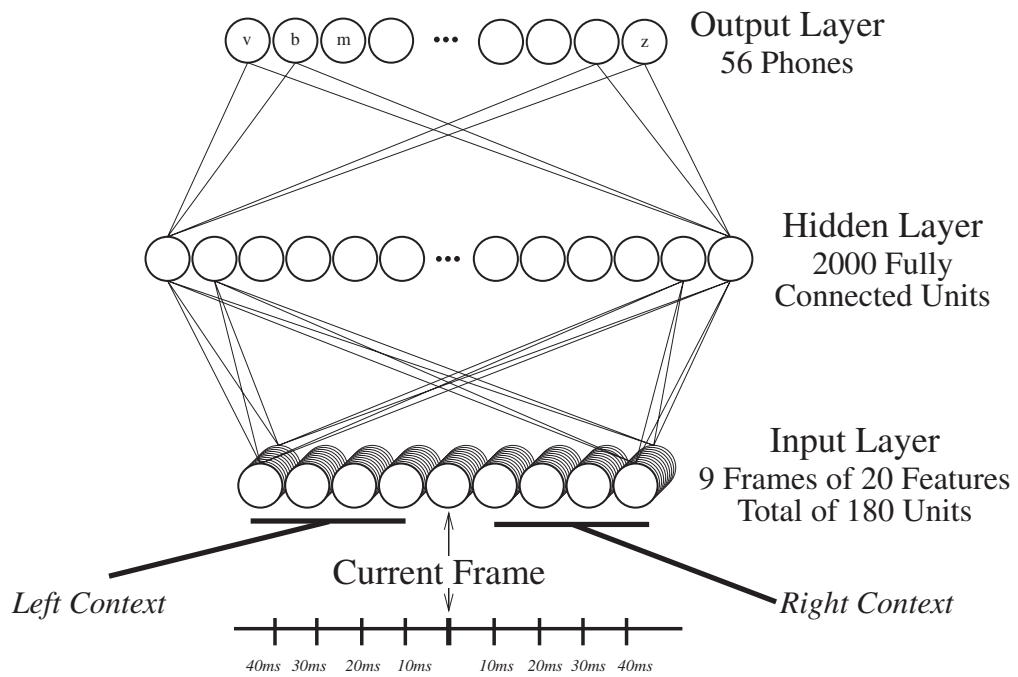 v b m ••• z
Output Layer
56 Phones
Hidden Layer
2000 Fully
Connected Units
•••
Input Layer
9 Frames of 20 Features
Total of 180 Units
Current Frame
Left Context
Right Context
40ms 30ms 20ms 10ms 10ms 20ms 30ms 40ms